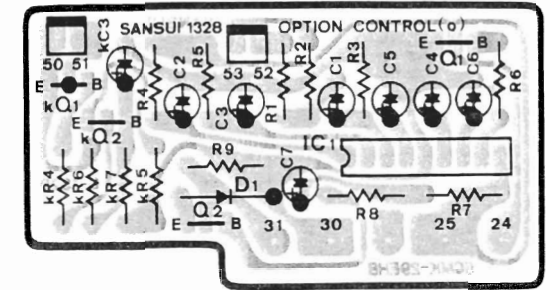 SANSUI 1328 OPTION CONTROL (a)
kC3
50 51
53 52
E B
Q1
E B
kQ1
E B
kQ2
R4
C2
R5
C3
R1
R2
C1
R3
C5
C4
C6
R6
IC1
R9
C7
kR4
kR6
kR7
kR5
D1
E Q2 B
31
30
R8
25
R7
24